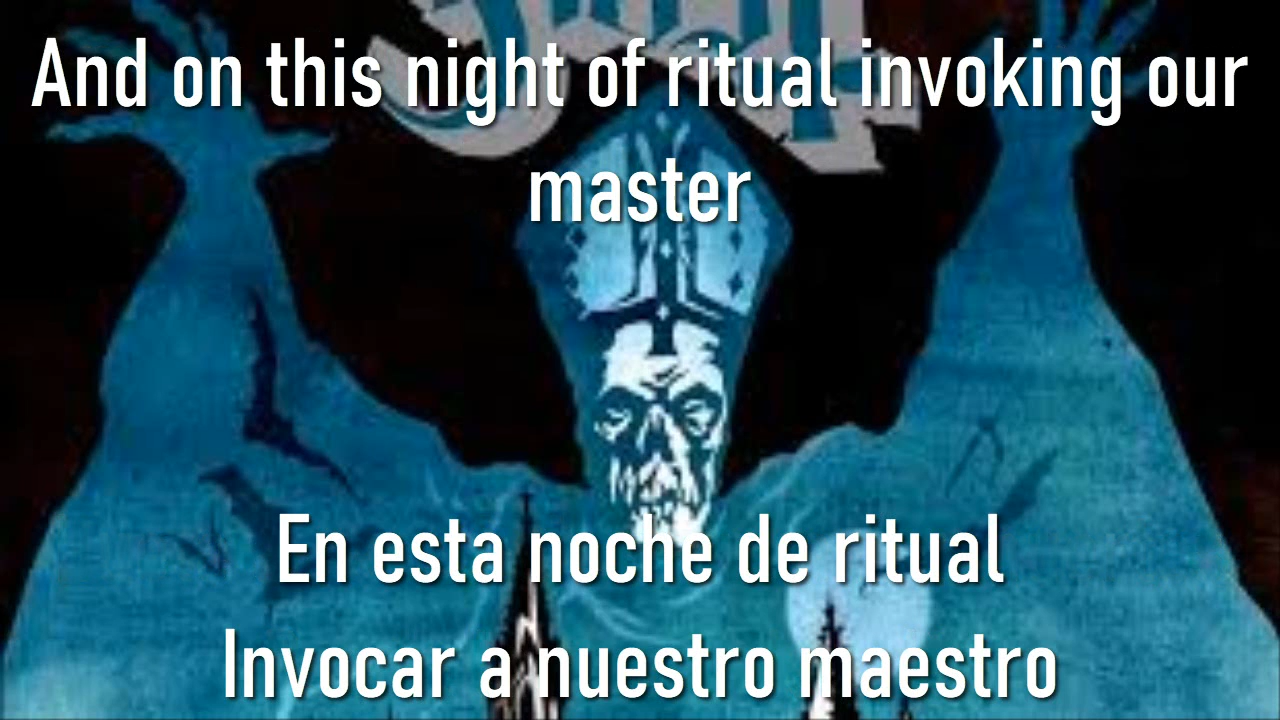 And on this night of ritual invoking our
master
En esta noche de ritual
Invocar a nuestro maestro